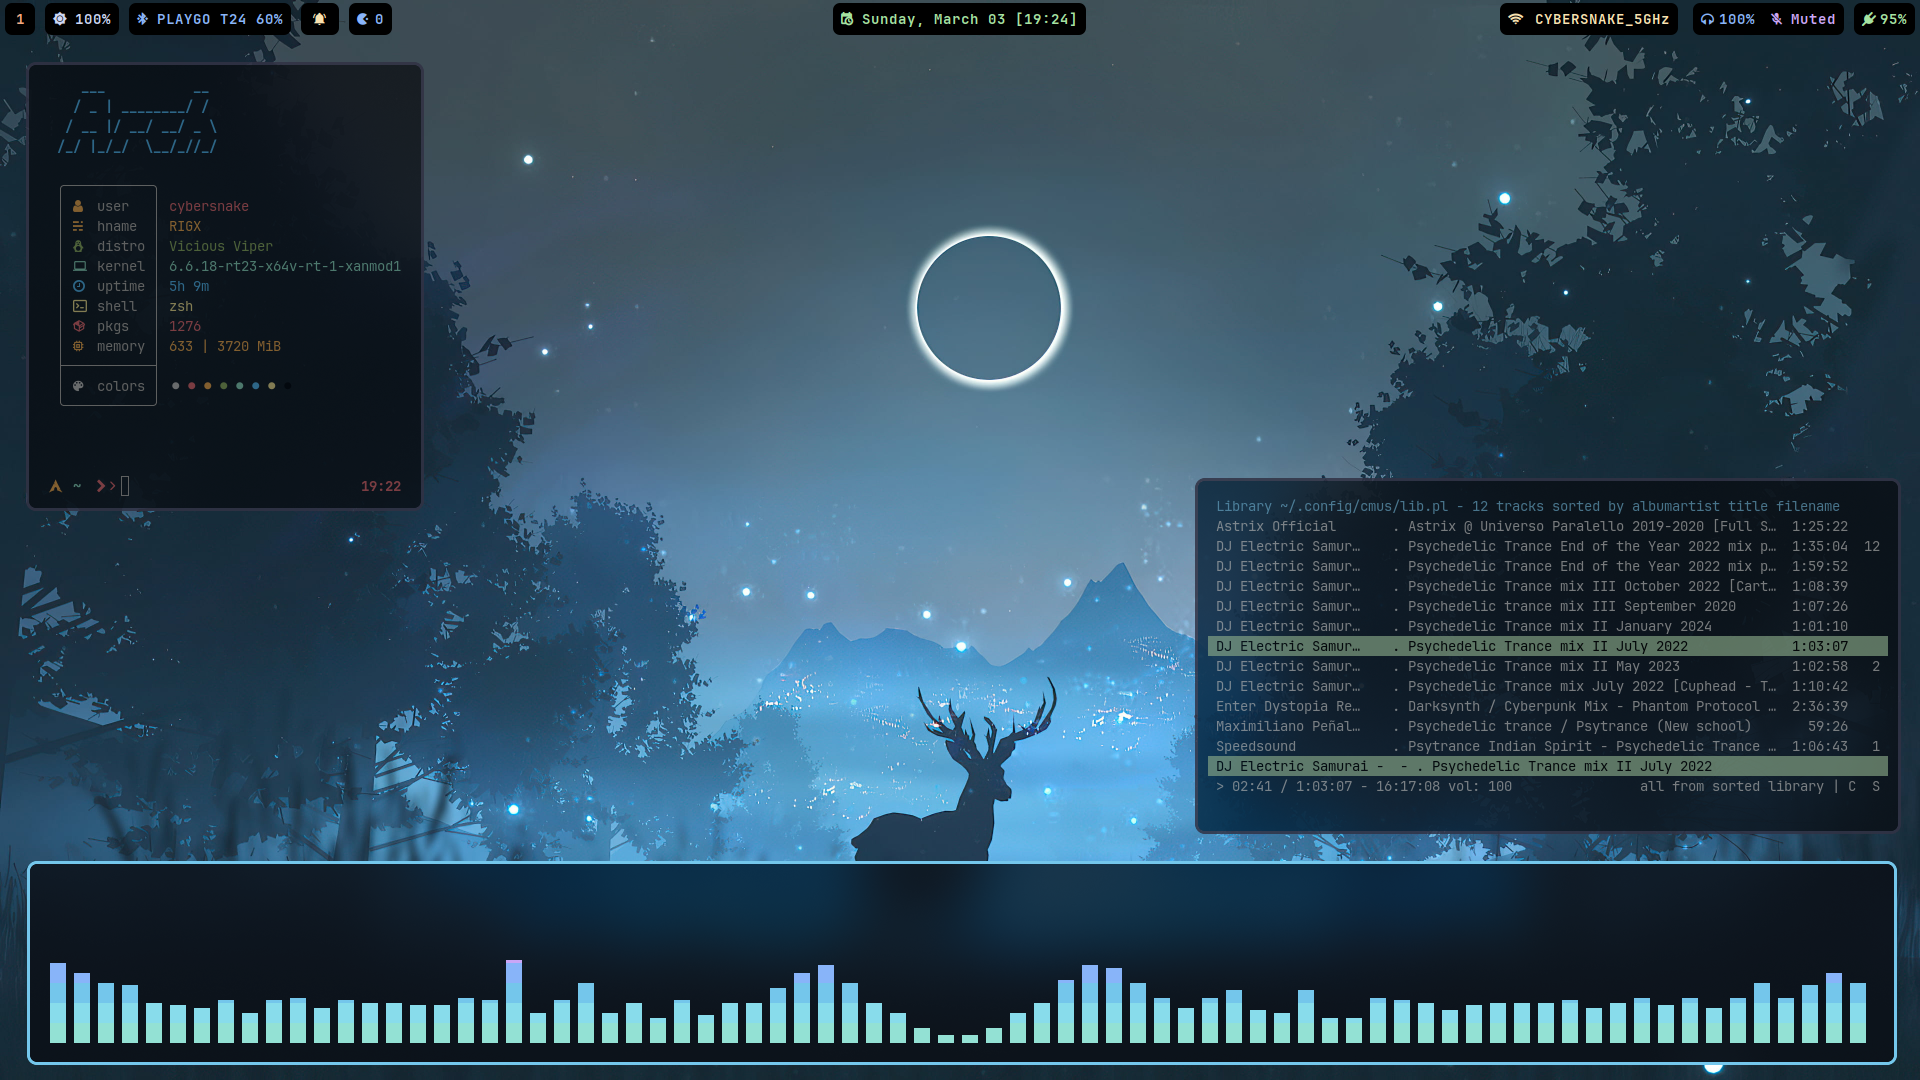 1 100% PLAYGO T24 60% 0 Sunday, March 03 [19:24] CYBERSNAKE_5GHz 100% Muted 95%
Arch
user cybersnake
hname RIGX
distro Vicious Viper
kernel 6.6.18-rt23-x64v-rt-1-xanmod1
uptime 5h 9m
shell zsh
pkgs 1276
memory 633 | 3720 MiB
colors
~ 19:22
Library ~/.config/cmus/lib.pl - 12 tracks sorted by albumartist title filename
Astrix Official . Astrix @ Universo Paralello 2019-2020 [Full S… 1:25:22
DJ Electric Samur… . Psychedelic Trance End of the Year 2022 mix p… 1:35:04 12
DJ Electric Samur… . Psychedelic Trance End of the Year 2022 mix p… 1:59:52
DJ Electric Samur… . Psychedelic Trance mix III October 2022 [Cart… 1:08:39
DJ Electric Samur… . Psychedelic trance mix III September 2020 1:07:26
DJ Electric Samur… . Psychedelic Trance mix II January 2024 1:01:10
DJ Electric Samur… . Psychedelic Trance mix II July 2022 1:03:07
DJ Electric Samur… . Psychedelic Trance mix II May 2023 1:02:58 2
DJ Electric Samur… . Psychedelic Trance mix July 2022 [Cuphead - T… 1:10:42
Enter Dystopia Re… . Darksynth / Cyberpunk Mix - Phantom Protocol … 2:36:39
Maximiliano Peñal… . Psychedelic trance / Psytrance (New school) 59:26
Speedsound . Psytrance Indian Spirit - Psychedelic Trance … 1:06:43 1
DJ Electric Samurai - - . Psychedelic Trance mix II July 2022
> 02:41 / 1:03:07 - 16:17:08 vol: 100 all from sorted library | C S